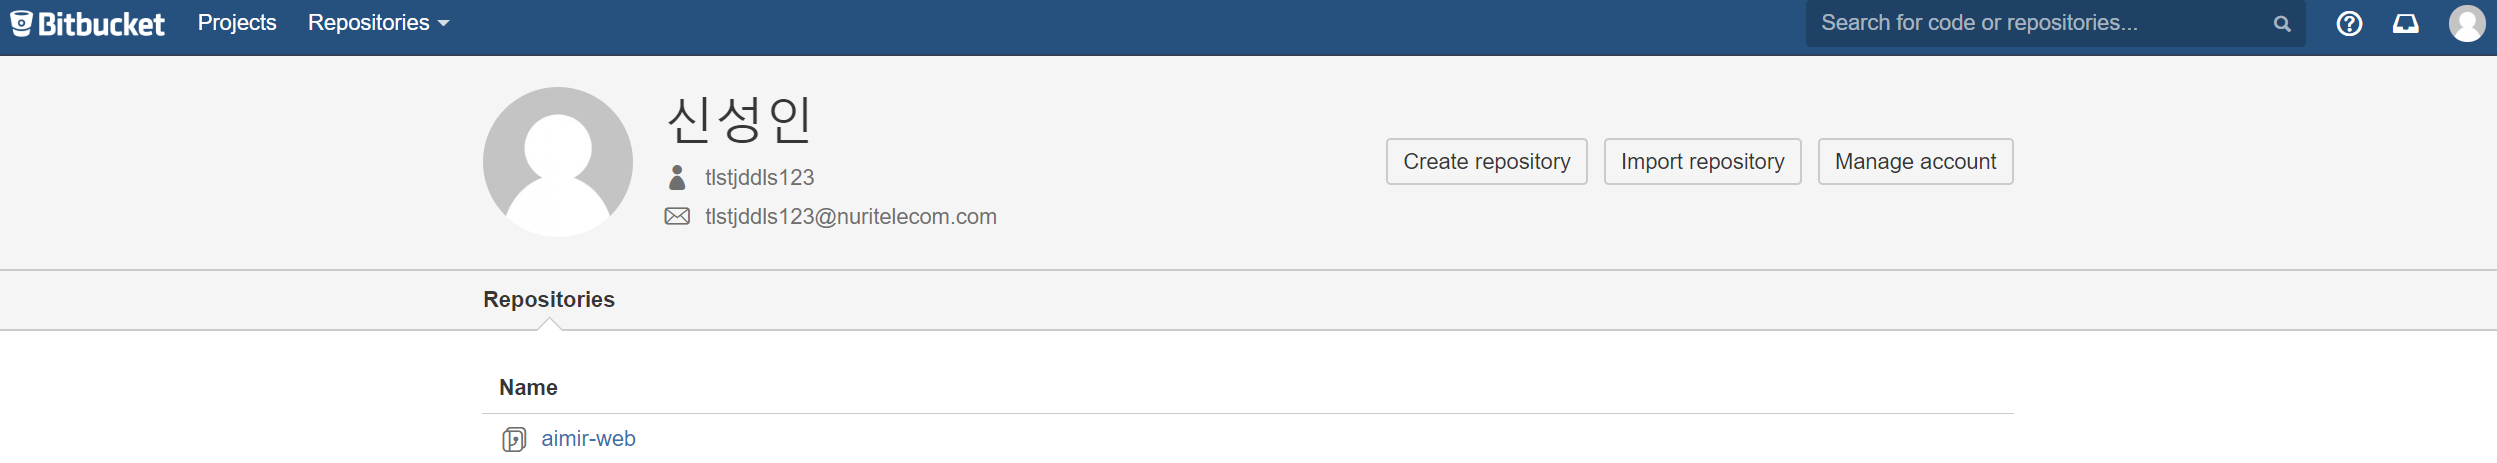 Bitbucket Projects Repositories Search for code or repositories...
신성인
tlstjddls123
tlstjddls123@nuritelecom.com
Create repository Import repository Manage account
Repositories
Name
aimir-web